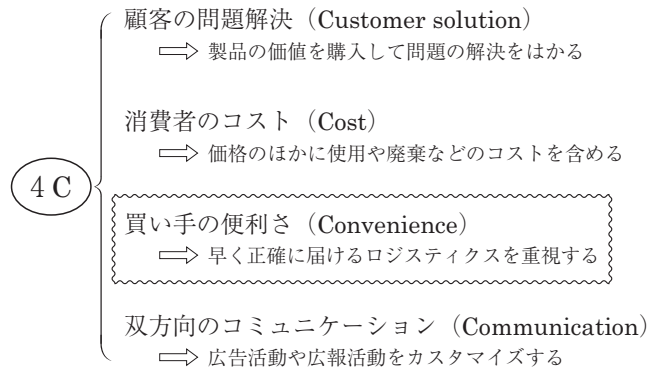 顧客の問題解決（Customer solution）
⇨ 製品の価値を購入して問題の解決をはかる
消費者のコスト（Cost）
⇨ 価格のほかに使用や廃棄などのコストを含める
４C
買い手の便利さ（Convenience）
⇨ 早く正確に届けるロジスティクスを重視する
双方向のコミュニケーション（Communication）
⇨ 広告活動や広報活動をカスタマイズする